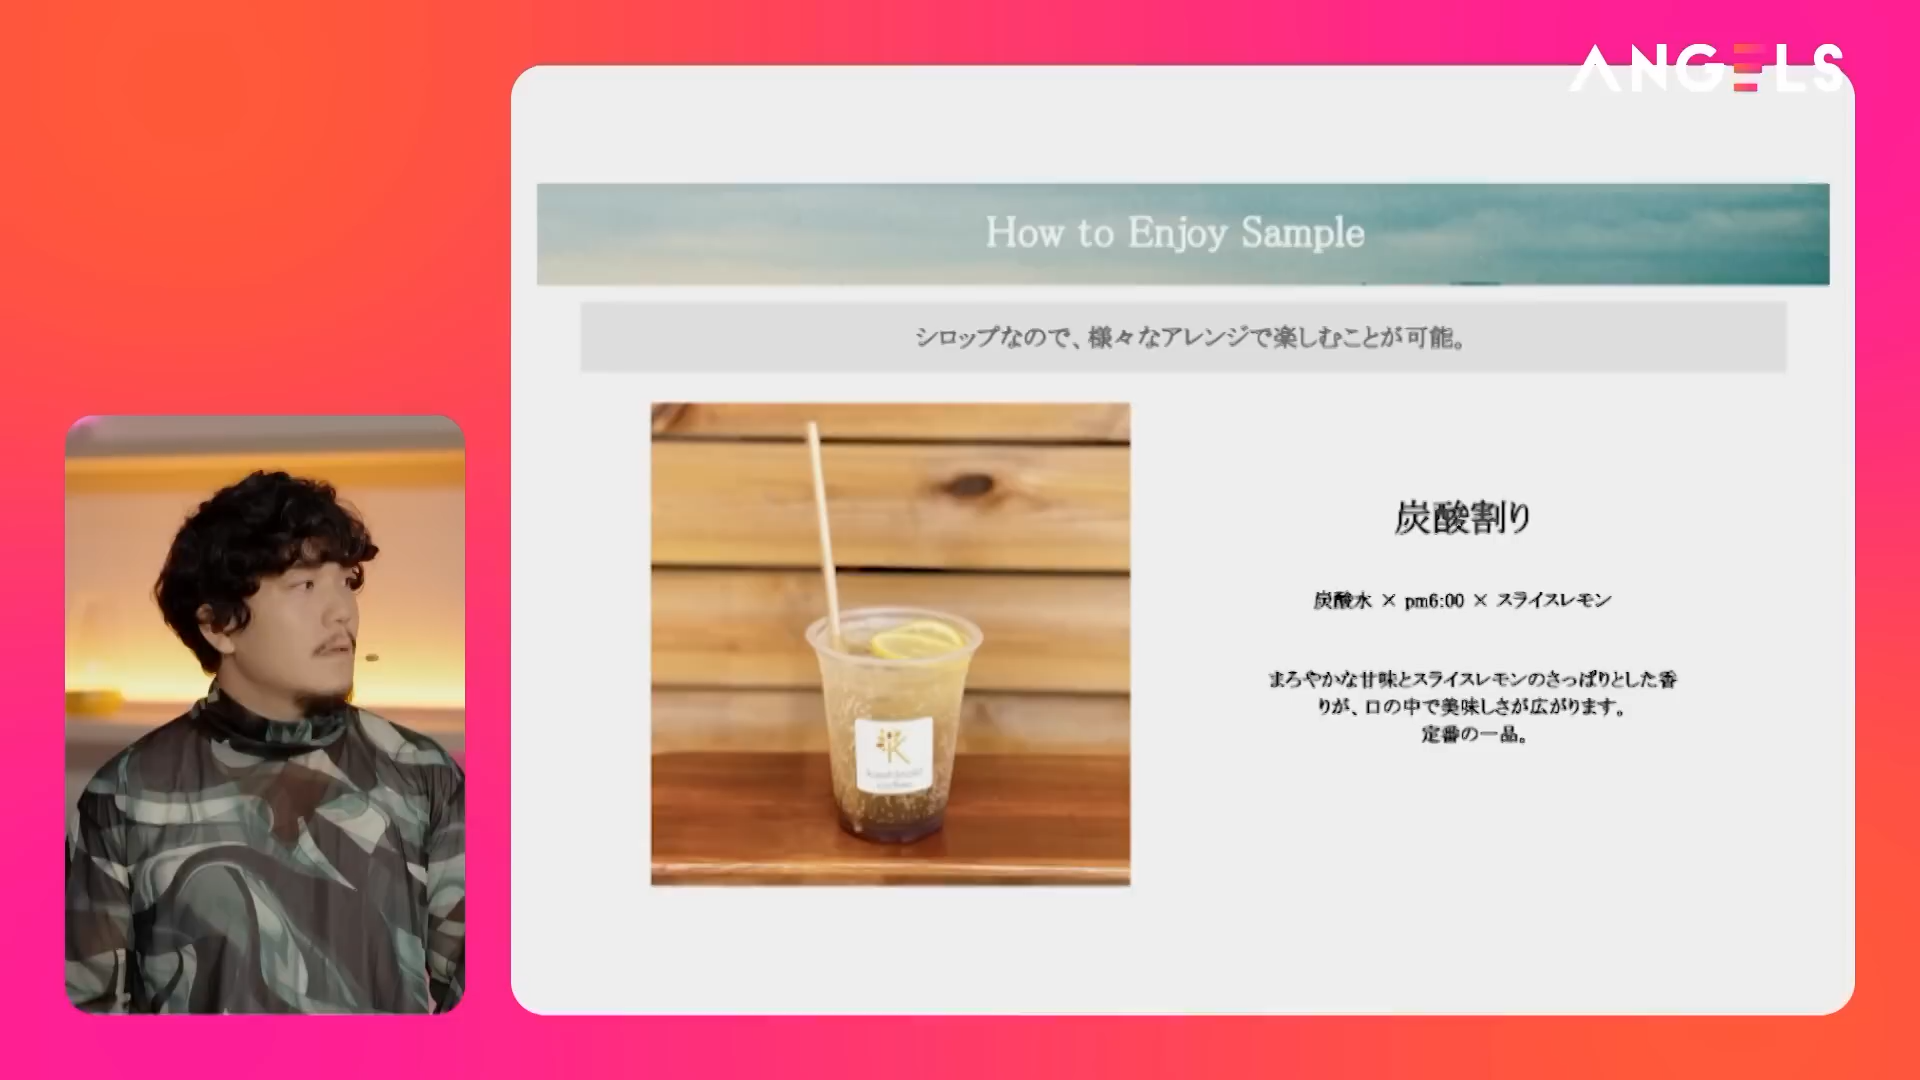 ANGELS
How to Enjoy Sample
シロップなので、様々なアレンジで楽しむことが可能。
炭酸割り
炭酸水 × pm6:00 × スライスレモン
まろやかな甘味とスライスレモンのさっぱりとした香
りが、口の中で美味しさが広がります。
定番の一品。
K